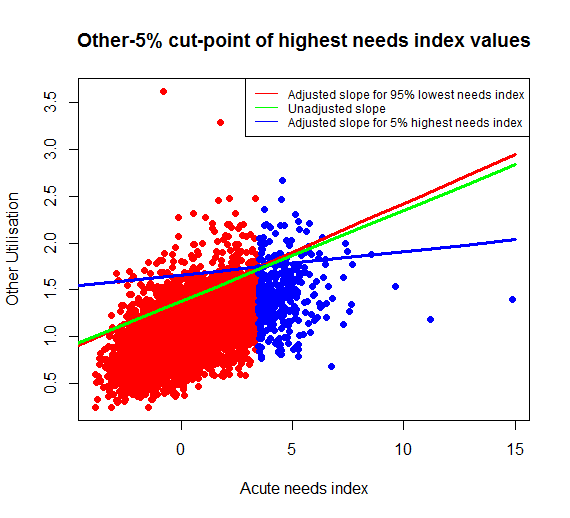 Other-5% cut-point of highest needs index values
Adjusted slope for 95% lowest needs index
Unadjusted slope
Adjusted slope for 5% highest needs index
Other Utilisation
3.5
3.0
2.5
2.0
1.5
1.0
0.5
0 5 10 15
Acute needs index